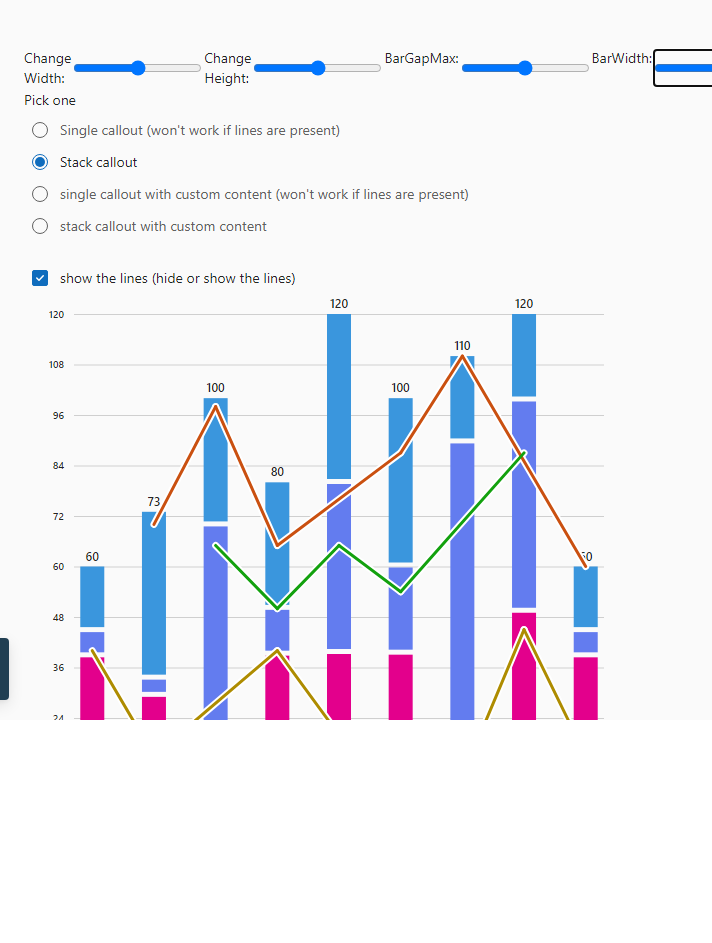 Change Width:
Change Height:
BarGapMax:
BarWidth:
Pick one
Single callout (won't work if lines are present)
Stack callout
single callout with custom content (won't work if lines are present)
stack callout with custom content
show the lines (hide or show the lines)
120
108
96
84
72
60
48
36
24
60
73
100
80
120
100
110
120